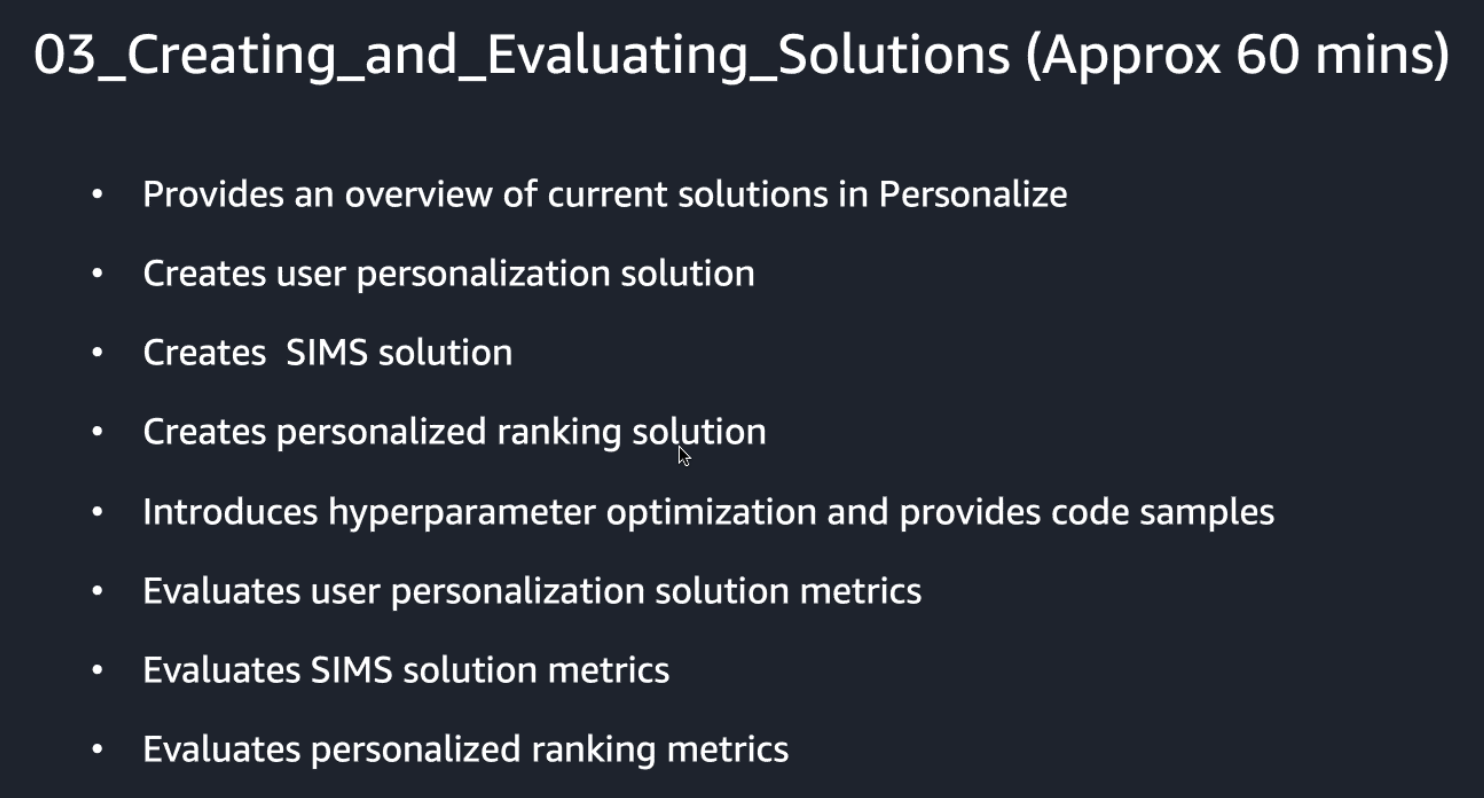 03_Creating_and_Evaluating_Solutions (Approx 60 mins)
• Provides an overview of current solutions in Personalize
• Creates user personalization solution
• Creates  SIMS solution
• Creates personalized ranking solution
• Introduces hyperparameter optimization and provides code samples
• Evaluates user personalization solution metrics
• Evaluates SIMS solution metrics
• Evaluates personalized ranking metrics